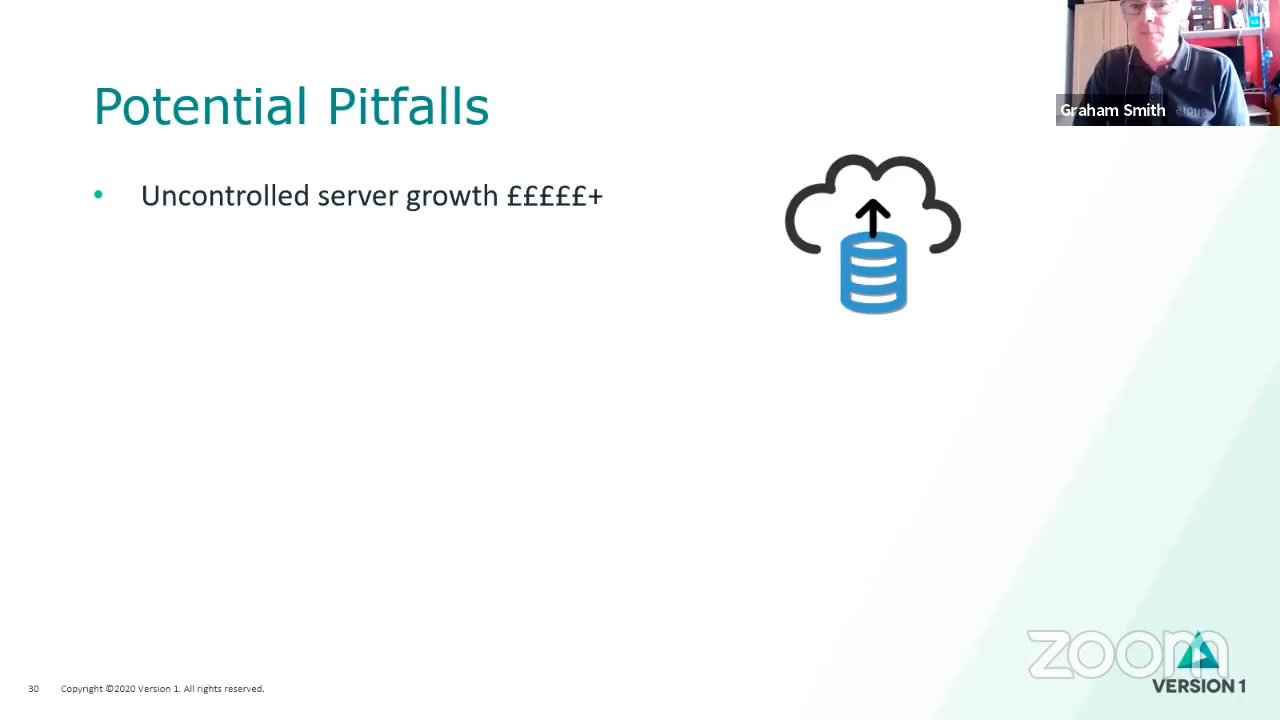 Potential Pitfalls
Graham Smith
• Uncontrolled server growth £££££+
zoom
VERSION 1
30 Copyright ©2020 Version 1. All rights reserved.